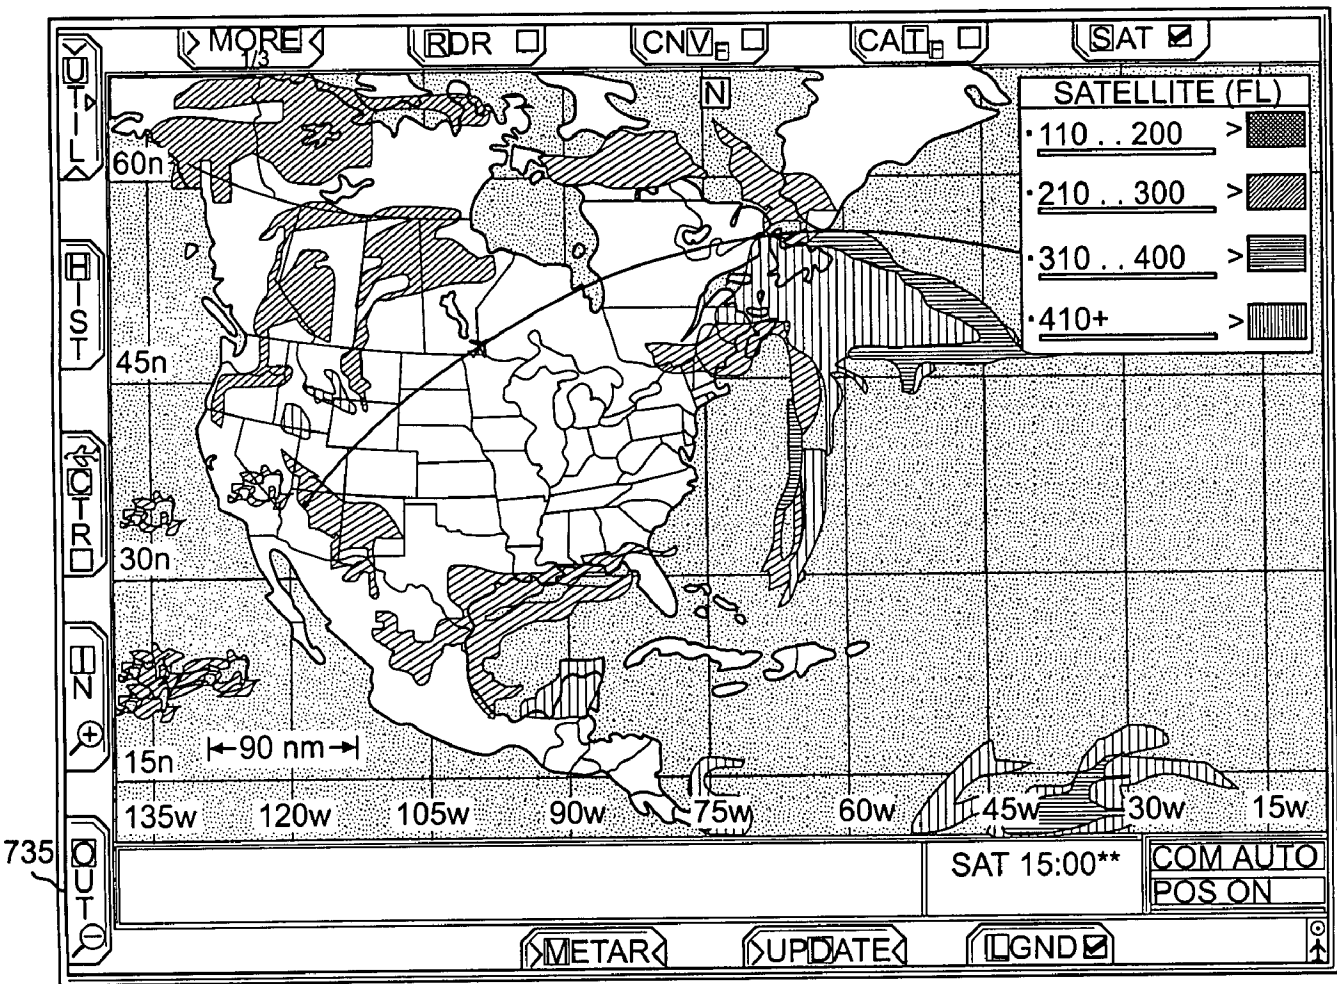 MORE
1/3
RDR
CNV F
CAT F
SAT
UTIL
HIST
CTR
IN
OUT
735
N
SATELLITE (FL)
110 . . 200 >
210 . . 300 >
310 . . 400 >
410+ >
60n
45n
30n
15n
90 nm
135w 120w 105w 90w 75w 60w 45w 30w 15w
SAT 15:00**
COM AUTO
POS ON
>METAR<
>UPDATE<
LGND